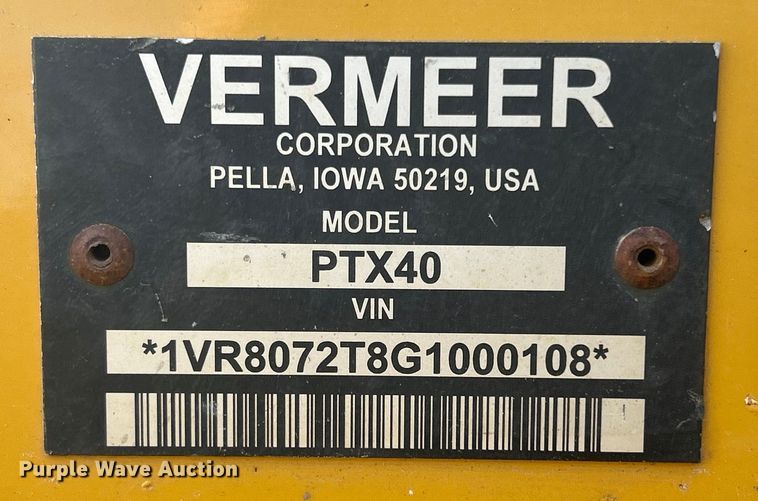 VERMEER
CORPORATION
PELLA, IOWA 50219, USA
MODEL
PTX40
VIN
*1VR8072T8G1000108*
Purple Wave Auction